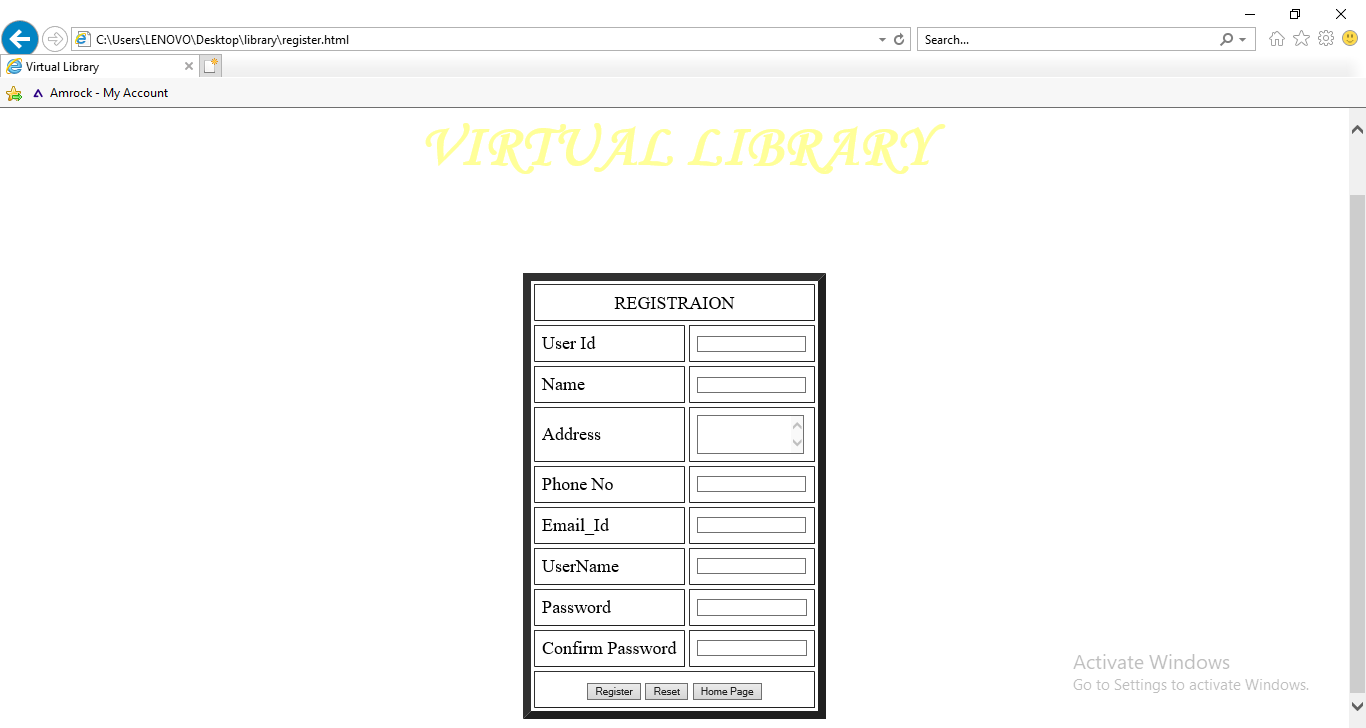 C:\Users\LENOVO\Desktop\library\register.html
Search...
Virtual Library
Amrock - My Account
VIRTUAL LIBRARY
REGISTRAION
User Id
Name
Address
Phone No
Email_Id
UserName
Password
Confirm Password
Register Reset Home Page
Activate Windows
Go to Settings to activate Windows.